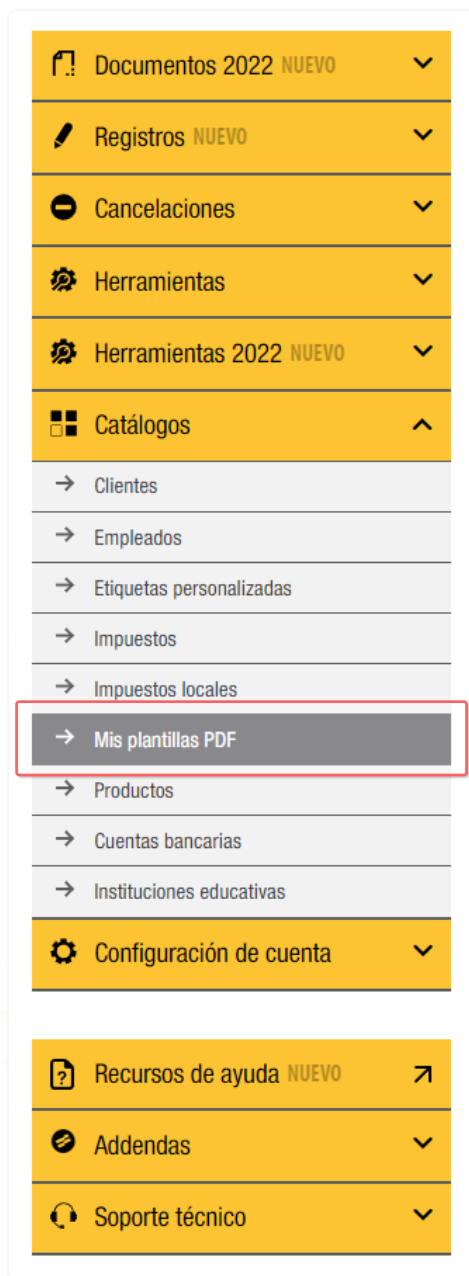 Documentos 2022 NUEVO
Registros NUEVO
Cancelaciones
Herramientas
Herramientas 2022 NUEVO
Catálogos
Clientes
Empleados
Etiquetas personalizadas
Impuestos
Impuestos locales
Mis plantillas PDF
Productos
Cuentas bancarias
Instituciones educativas
Configuración de cuenta
Recursos de ayuda NUEVO
Addendas
Soporte técnico